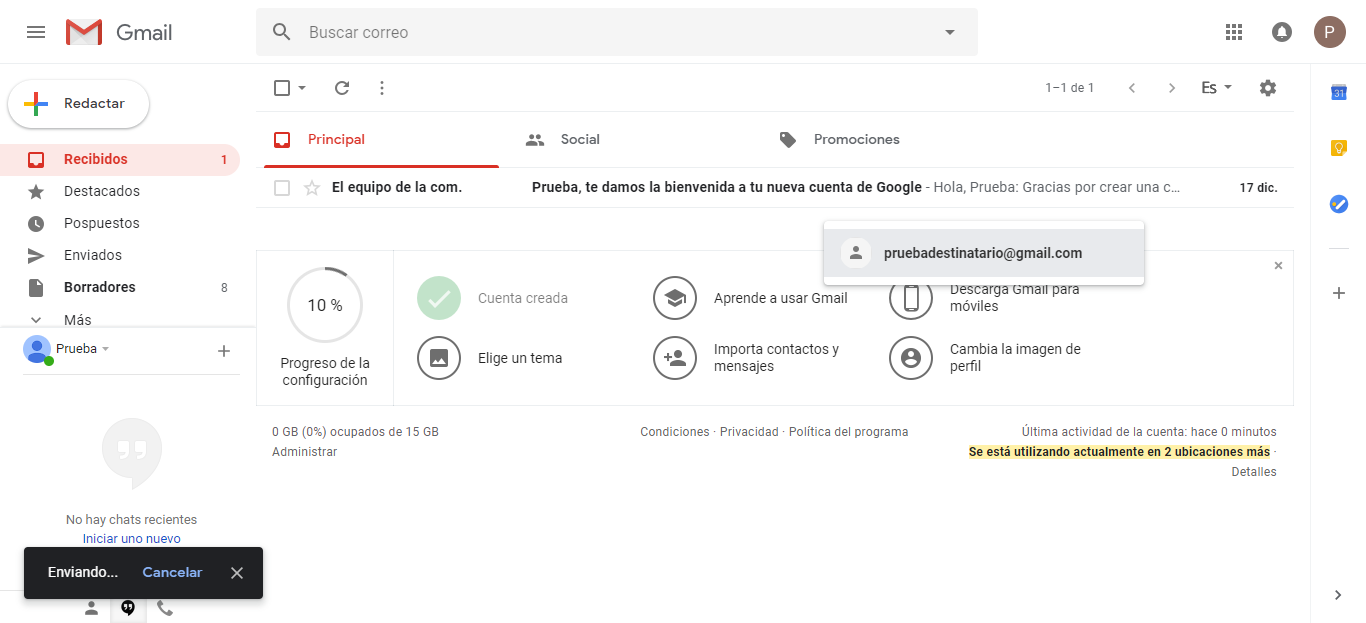 Gmail
Buscar correo
P
Redactar
1–1 de 1
Es
31
Recibidos 1
Destacados
Pospuestos
Enviados
Borradores 8
Más
Prueba
Principal
Social
Promociones
El equipo de la com. Prueba, te damos la bienvenida a tu nueva cuenta de Google - Hola, Prueba: Gracias por crear una c... 17 dic.
pruebadestinatario@gmail.com
10 %
Progreso de la
configuración
Cuenta creada
Aprende a usar Gmail
Descarga Gmail para
móviles
Elige un tema
Importa contactos y
mensajes
Cambia la imagen de
perfil
0 GB (0%) ocupados de 15 GB
Administrar
Condiciones · Privacidad · Política del programa
Última actividad de la cuenta: hace 0 minutos
Se está utilizando actualmente en 2 ubicaciones más ·
Detalles
No hay chats recientes
Iniciar uno nuevo
Enviando... Cancelar